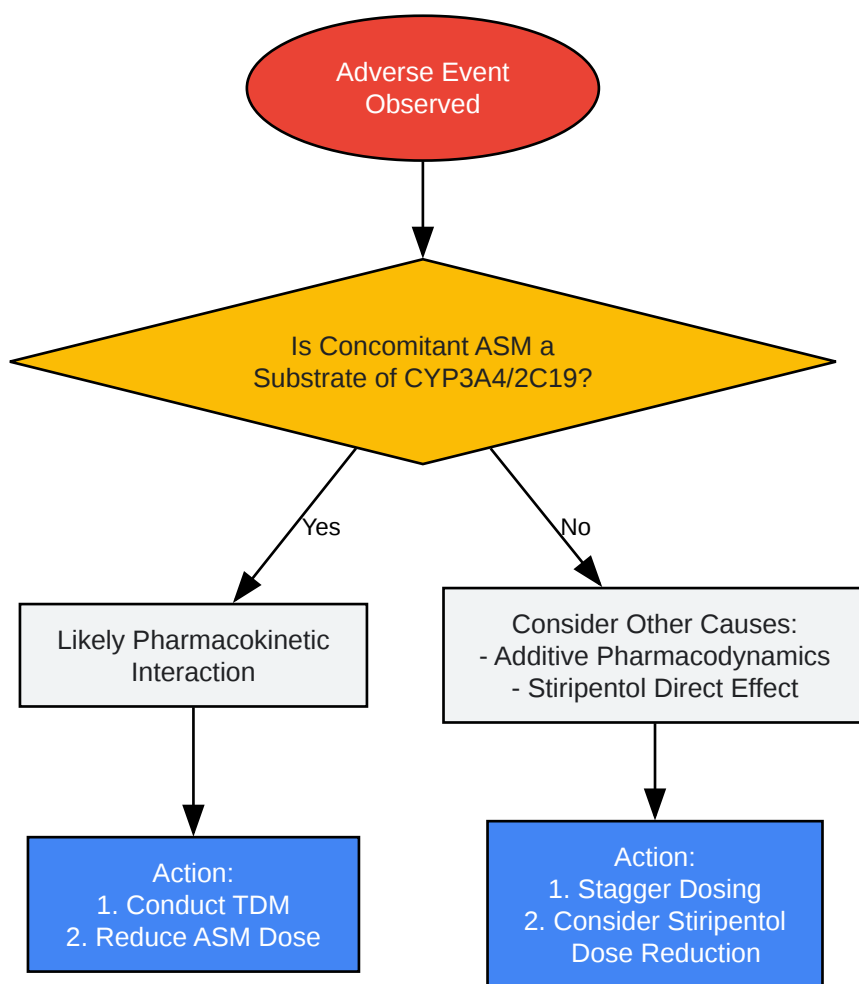 Adverse Event
Observed
Is Concomitant ASM a
Substrate of CYP3A4/2C19?
Yes
No
Likely Pharmacokinetic
Interaction
Consider Other Causes:
- Additive Pharmacodynamics
- Stiripentol Direct Effect
Action:
1. Conduct TDM
2. Reduce ASM Dose
Action:
1. Stagger Dosing
2. Consider Stiripentol
Dose Reduction